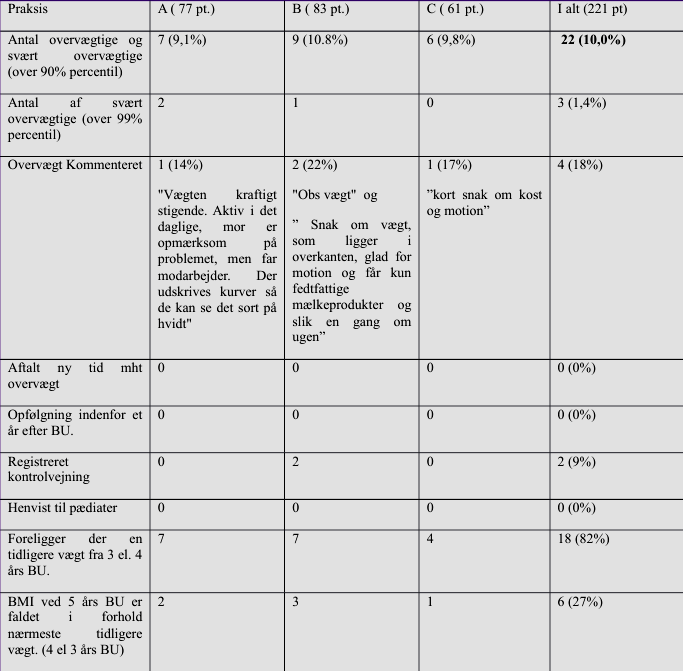 Praksis
A ( 77 pt.)
B ( 83 pt.)
C ( 61 pt.)
I alt (221 pt)
Antal overvægtige og
svært overvægtige
(over 90% percentil)
7 (9,1%)
9 (10.8%)
6 (9,8%)
22 (10,0%)
Antal af svært
overvægtige (over 99%
percentil)
2
1
0
3 (1,4%)
Overvægt Kommenteret
1 (14%)
"Vægten kraftigt
stigende. Aktiv i det
daglige, mor er
opmærksom på
problemet, men far
modarbejder. Der
udskrives kurver så
de kan se det sort på
hvidt"
2 (22%)
"Obs vægt" og
” Snak om vægt,
som ligger i
overkanten, glad for
motion og får kun
fedtfattige
mælkeprodukter og
slik en gang om
ugen”
1 (17%)
”kort snak om kost
og motion”
4 (18%)
Aftalt ny tid mht
overvægt
0
0
0
0 (0%)
Opfølgning indenfor et
år efter BU.
0
0
0
0 (0%)
Registreret
kontrolvejning
0
2
0
2 (9%)
Henvist til pædiater
0
0
0
0 (0%)
Foreligger der en
tidligere vægt fra 3 el. 4
års BU.
7
7
4
18 (82%)
BMI ved 5 års BU er
faldet i forhold
nærmeste tidligere
vægt. (4 el 3 års BU)
2
3
1
6 (27%)